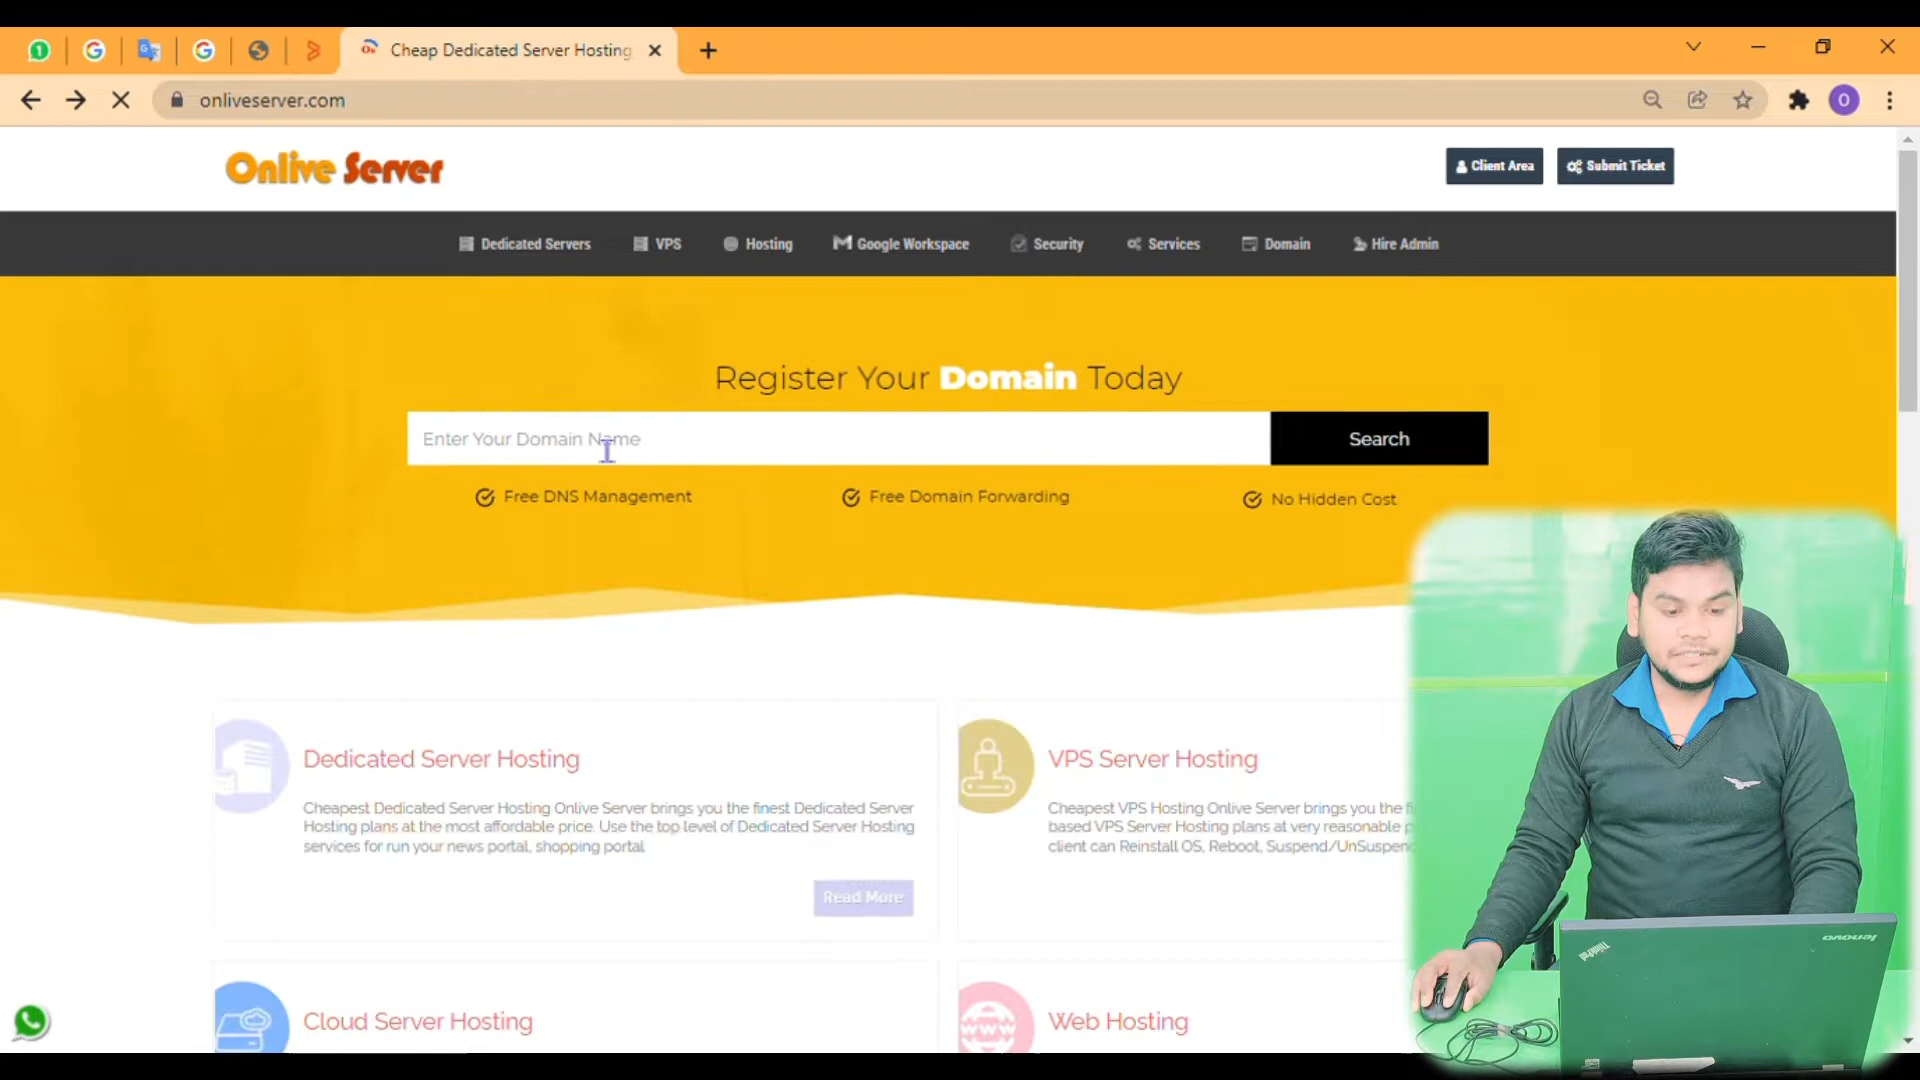 1
Cheap Dedicated Server Hosting
onliveserver.com
O
Onlive Server
Client Area
Submit Ticket
Dedicated Servers
VPS
Hosting
Google Workspace
Security
Services
Domain
Hire Admin
Register Your Domain Today
Enter Your Domain Name
Search
Free DNS Management
Free Domain Forwarding
No Hidden Cost
Dedicated Server Hosting
Cheapest Dedicated Server Hosting Onlive Server brings you the finest Dedicated Server
Hosting plans at the most affordable price. Use the top level of Dedicated Server Hosting
services for run your news portal, shopping portal
Read More
VPS Server Hosting
Cheapest VPS Hosting Onlive Server brings you the
based VPS Server Hosting plans at very reasonable
client can Reinstall OS, Reboot, Suspend/UnSuspend
Cloud Server Hosting
www
Web Hosting
lenovo
ThinkPad